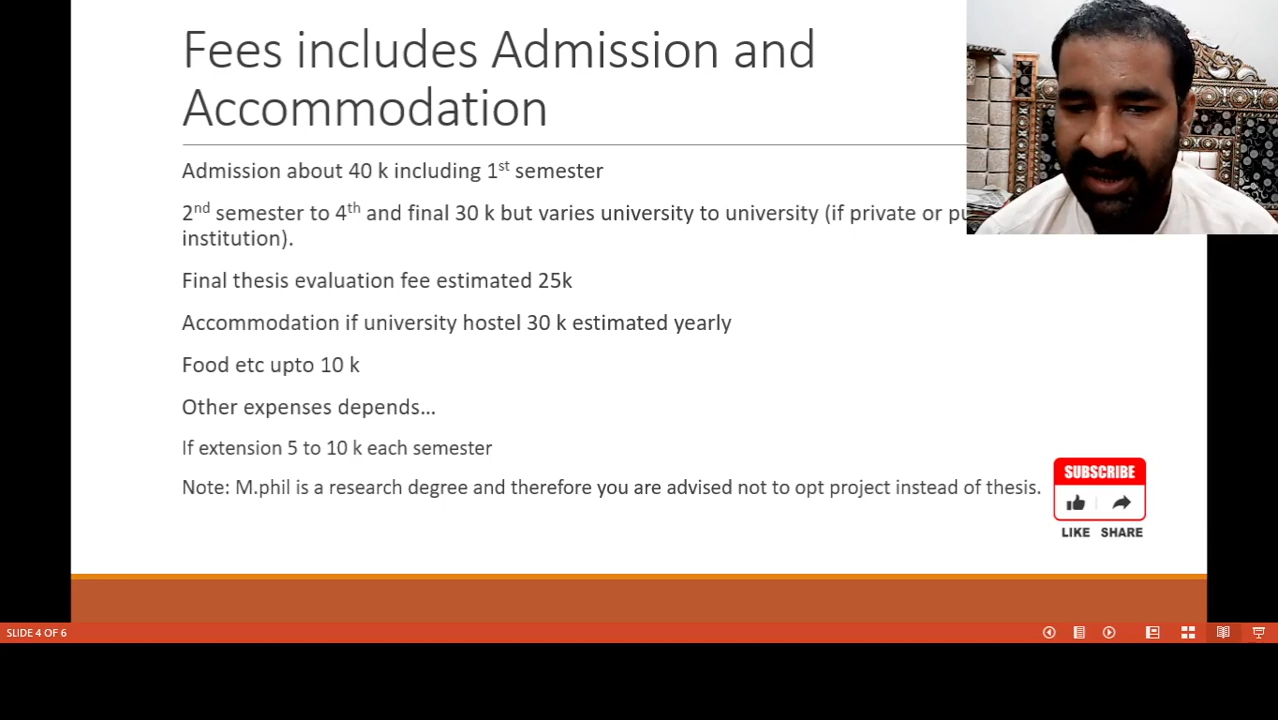 Fees includes Admission and
Accommodation
Admission about 40 k including 1st semester
2nd semester to 4th and final 30 k but varies university to university (if private or
institution).
Final thesis evaluation fee estimated 25k
Accommodation if university hostel 30 k estimated yearly
Food etc upto 10 k
Other expenses depends...
If extension 5 to 10 k each semester
Note: M.phil is a research degree and therefore you are advised not to opt project instead of thesis.
SUBSCRIBE
LIKE SHARE
SLIDE 4 OF 6